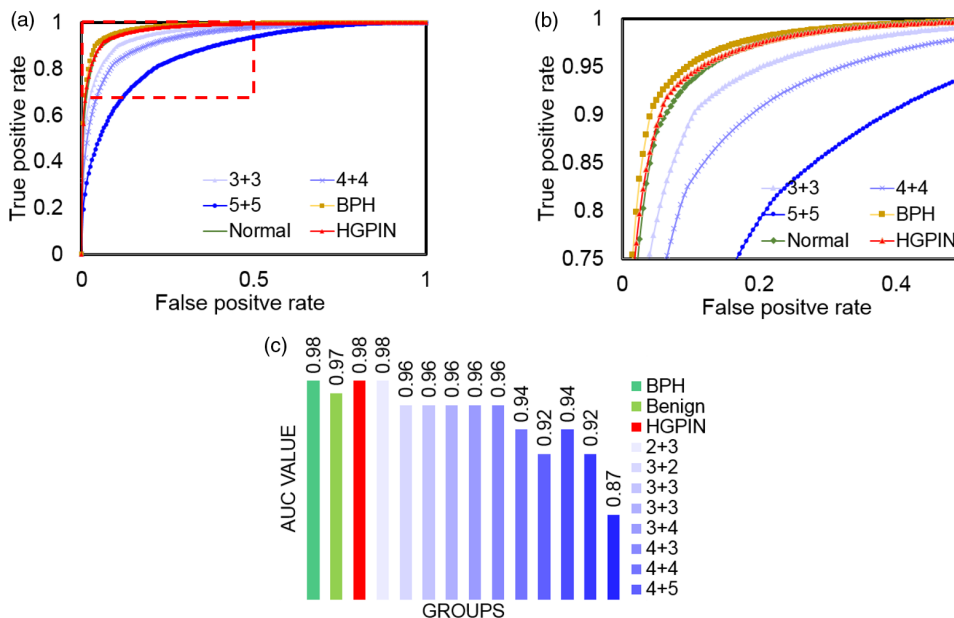 (a)
1
0.8
0.6
0.4
0.2
0
True positive rate
3+3 4+4
5+5 BPH
Normal HGPIN
0 0.5 1
False positve rate
(b)
1
0.95
0.9
0.85
0.8
0.75
True positive rate
3+3 4+4
5+5 BPH
Normal HGPIN
0 0.2 0.4
False positve rate
(c)
0.98 0.97 0.98 0.98 0.96 0.96 0.96 0.96 0.96 0.94 0.92 0.94 0.92 0.87
AUC VALUE
GROUPS
BPH
Benign
HGPIN
2+3
3+2
3+3
3+3
3+4
4+3
4+4
4+5